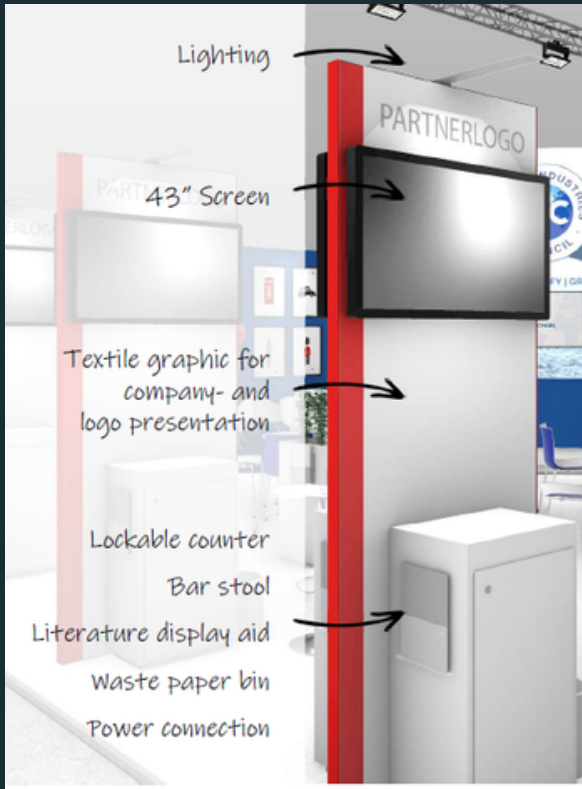 Lighting
PARTNERLOGO
43" Screen
Textile graphic for
company- and
logo presentation
Lockable counter
Bar stool
Literature display aid
Waste paper bin
Power connection